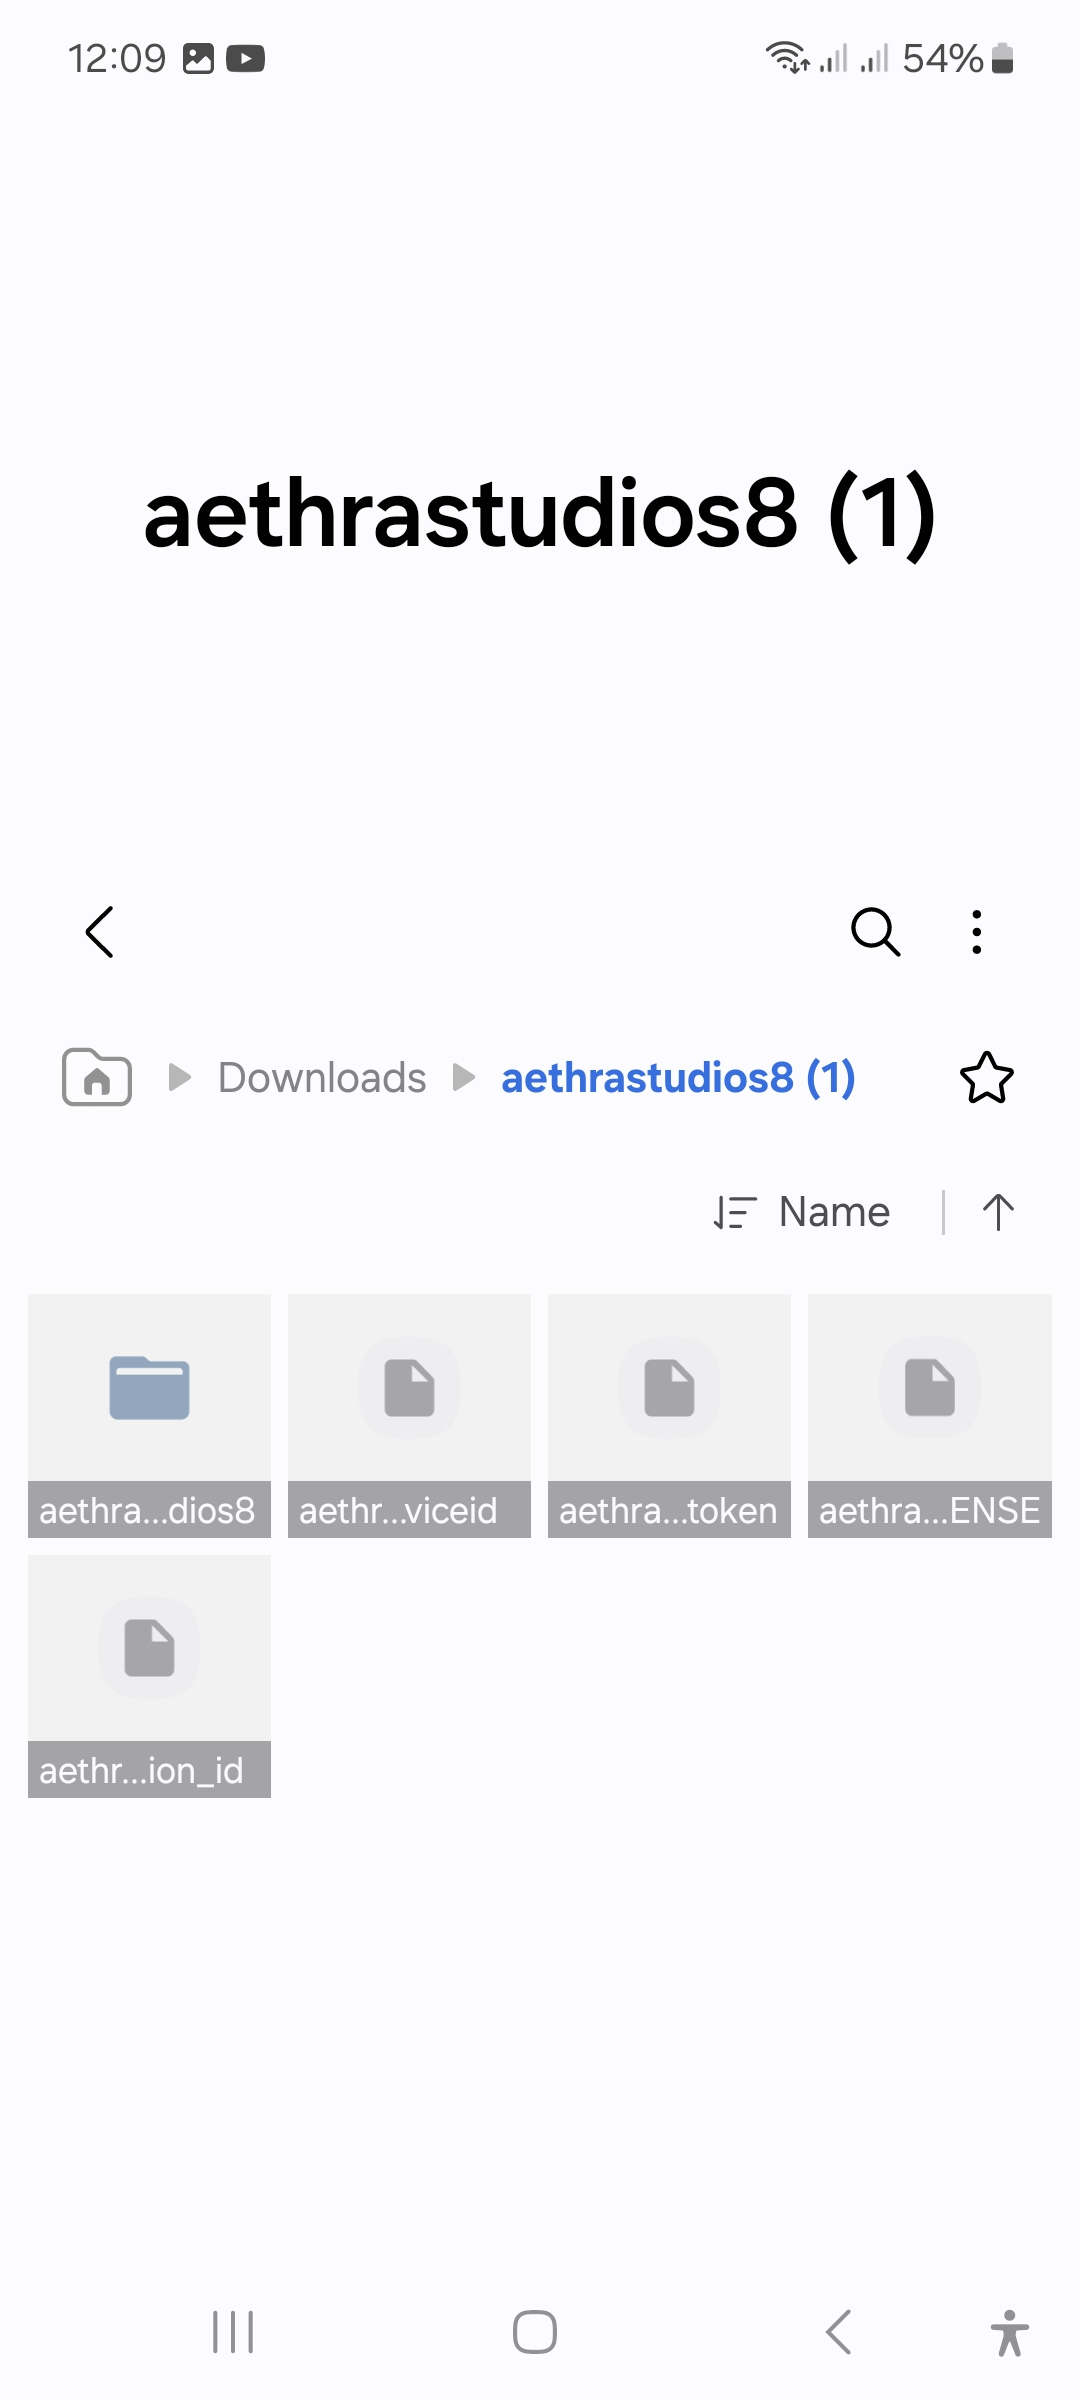 12:09 54%
aethrastudios8 (1)
Downloads aethrastudios8 (1)
Name
aethra...dios8 aethr...viceid aethra...token aethra...ENSE
aethr...ion_id